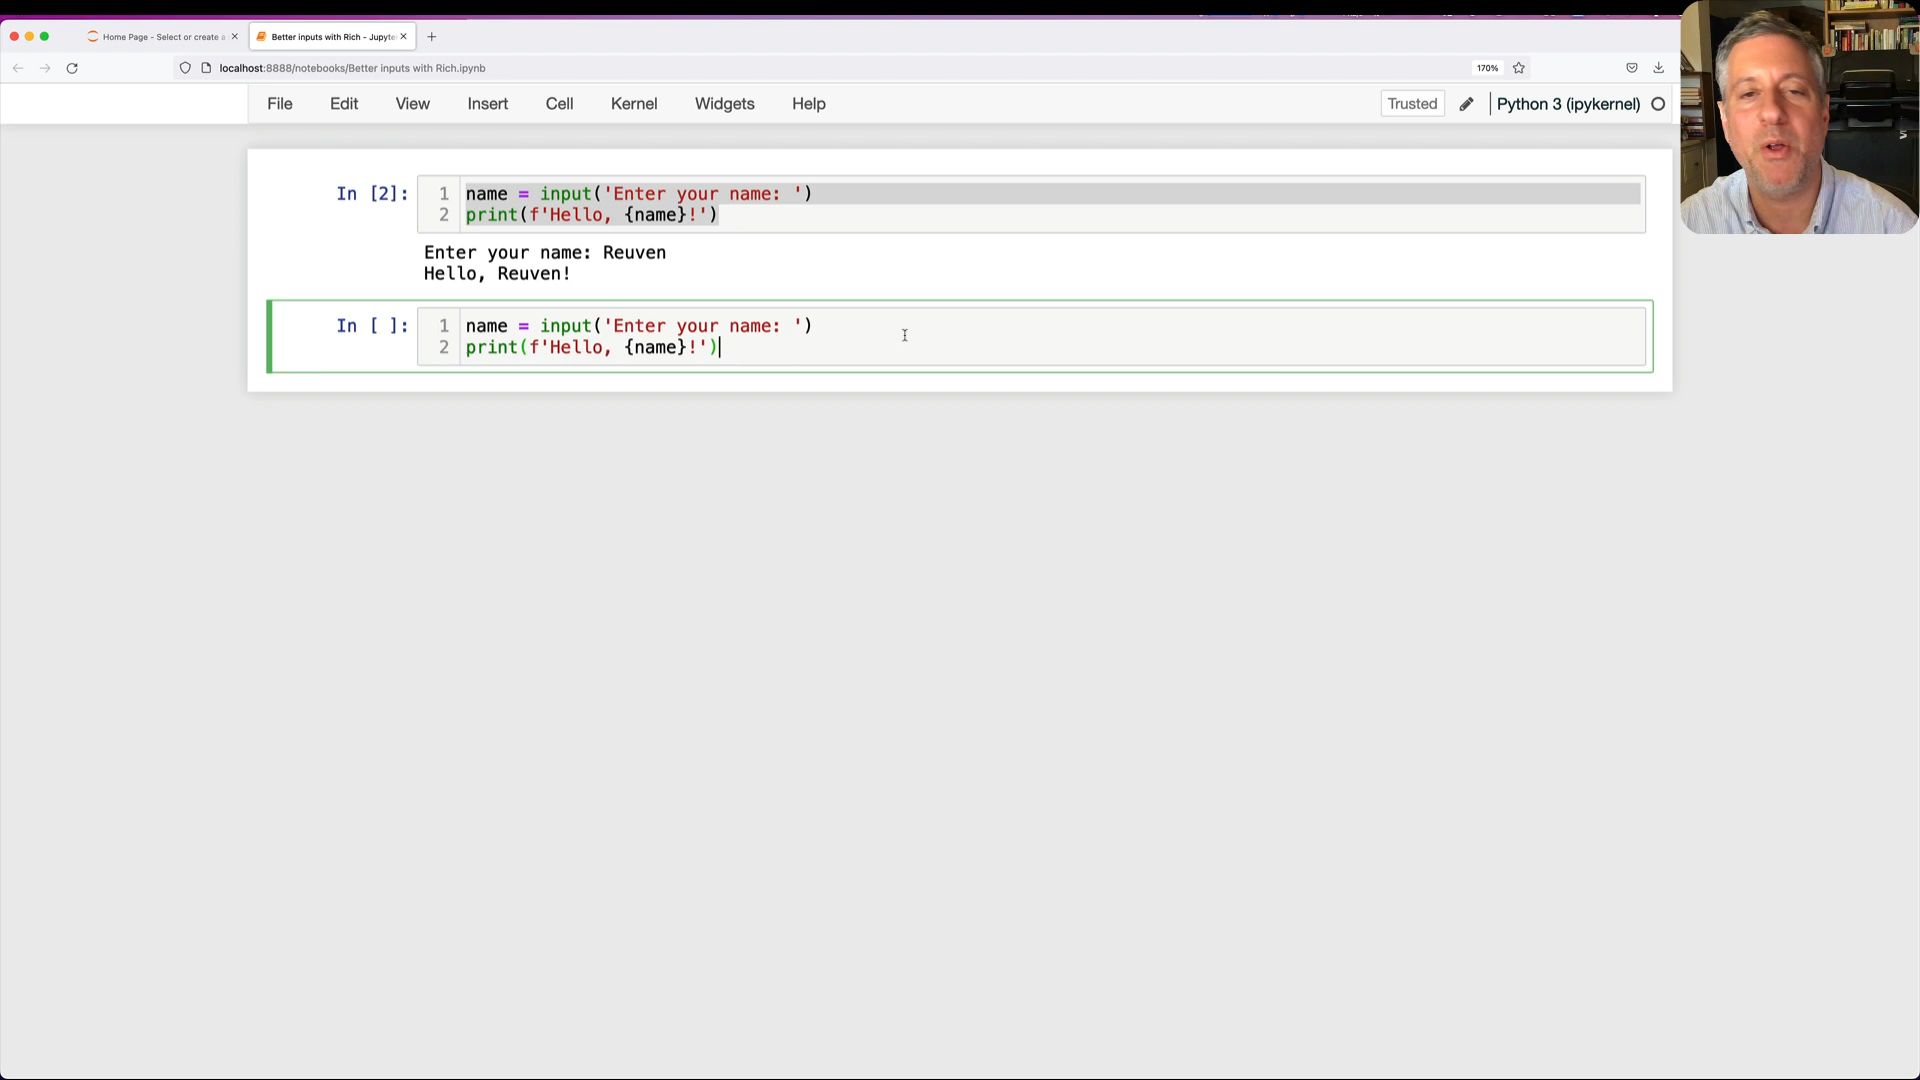 Home Page - Select or create a
Better inputs with Rich - Jupyte
localhost:8888/notebooks/Better inputs with Rich.ipynb
170%
File Edit View Insert Cell Kernel Widgets Help
Trusted
Python 3 (ipykernel)
In [2]:
1 name = input('Enter your name: ')
2 print(f'Hello, {name}!')
Enter your name: Reuven
Hello, Reuven!
In [ ]:
1 name = input('Enter your name: ')
2 print(f'Hello, {name}!')